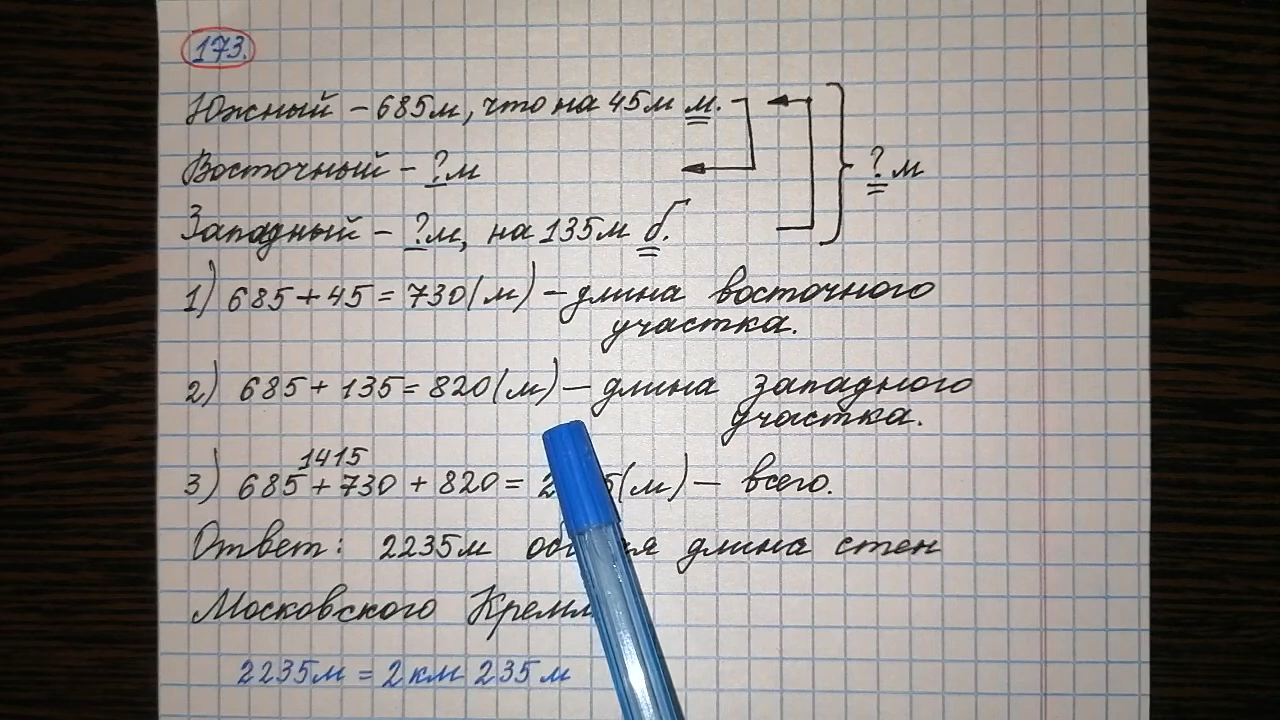 173.
Южный - 685м, что на 45м м.
Восточный - ?м
? м
Западный - ?м, на 135м б.
1) 685 + 45 = 730 (м) - длина восточного
участка.
2) 685 + 135 = 820 (м) - длина западного
участка.
1415
3) 685 + 730 + 820 = (м) - всего.
Ответ: 2235м длина стен
Московского
2235м = 2км 235м